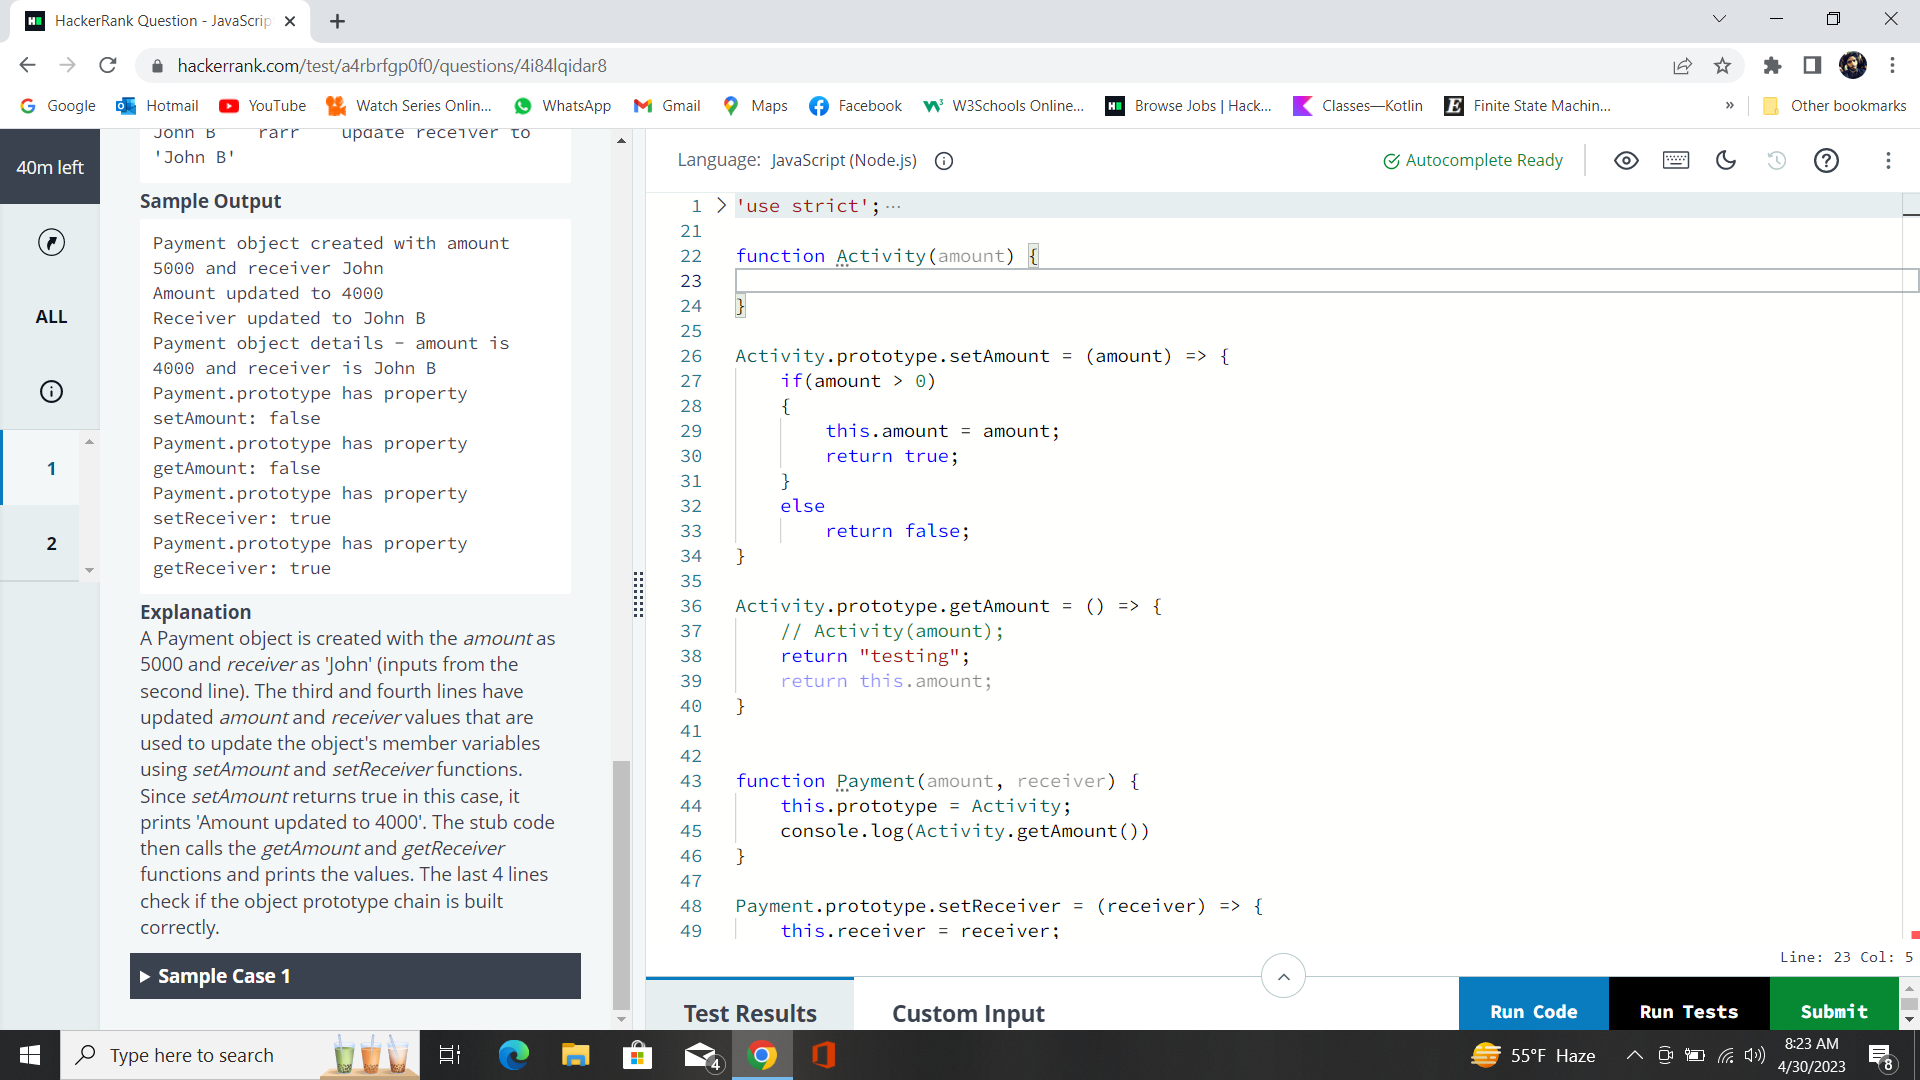 HackerRank Question - JavaScrip
hackerrank.com/test/a4rbrfgp0f0/questions/4i84lqidar8
Google
Hotmail
YouTube
Watch Series Onlin...
WhatsApp
Gmail
Maps
Facebook
W3Schools Online...
Browse Jobs | Hack...
Classes—Kotlin
Finite State Machin...
»
Other bookmarks
40m left
ALL
1
2
John B    rarr    update receiver to
'John B'
Sample Output
Payment object created with amount
5000 and receiver John
Amount updated to 4000
Receiver updated to John B
Payment object details - amount is
4000 and receiver is John B
Payment.prototype has property
setAmount: false
Payment.prototype has property
getAmount: false
Payment.prototype has property
setReceiver: true
Payment.prototype has property
getReceiver: true
Explanation
A Payment object is created with the amount as
5000 and receiver as 'John' (inputs from the
second line). The third and fourth lines have
updated amount and receiver values that are
used to update the object's member variables
using setAmount and setReceiver functions.
Since setAmount returns true in this case, it
prints 'Amount updated to 4000'. The stub code
then calls the getAmount and getReceiver
functions and prints the values. The last 4 lines
check if the object prototype chain is built
correctly.
Sample Case 1
Language: JavaScript (Node.js)
Autocomplete Ready
1 'use strict'; ...
21
22 function Activity(amount) {
23
24 }
25
26 Activity.prototype.setAmount = (amount) => {
27     if(amount > 0)
28     {
29         this.amount = amount;
30         return true;
31     }
32     else
33         return false;
34 }
35
36 Activity.prototype.getAmount = () => {
37     // Activity(amount);
38     return "testing";
39     return this.amount;
40 }
41
42
43 function Payment(amount, receiver) {
44     this.prototype = Activity;
45     console.log(Activity.getAmount())
46 }
47
48 Payment.prototype.setReceiver = (receiver) => {
49     this.receiver = receiver;
Line: 23 Col: 5
Test Results
Custom Input
Run Code
Run Tests
Submit
Type here to search
4
55°F Haze
8:23 AM
4/30/2023
8